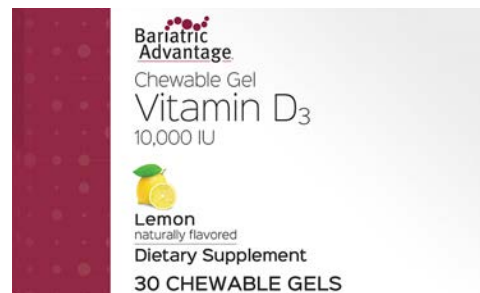 Bariatric
Advantage.
Chewable Gel
Vitamin D₃
10,000 IU
Lemon
naturally flavored
Dietary Supplement
30 CHEWABLE GELS